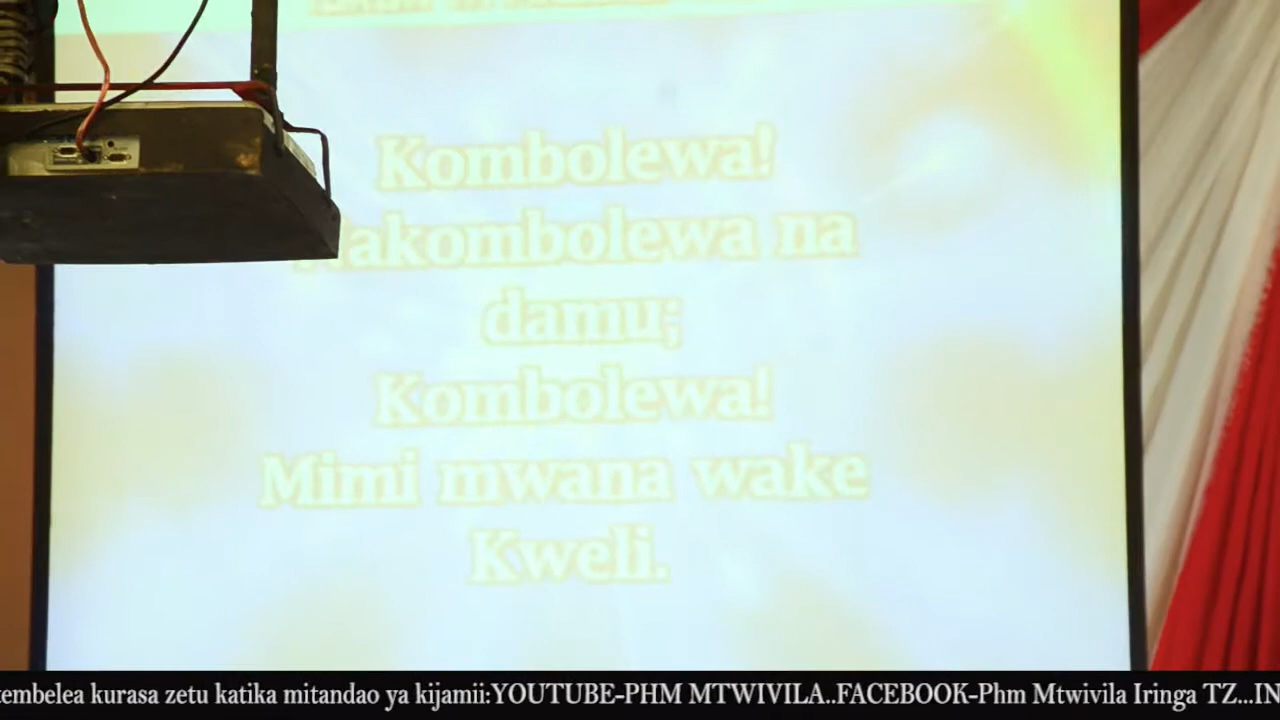 Kombolewa!
akombolewa na
damu;
Kombolewa!
Mimi mwana wake
Kweli.
tembelea kurasa zetu katika mitandao ya kijamii:YOUTUBE-PHM MTWIVILA..FACEBOOK-Phm Mtwivila Iringa TZ...IN